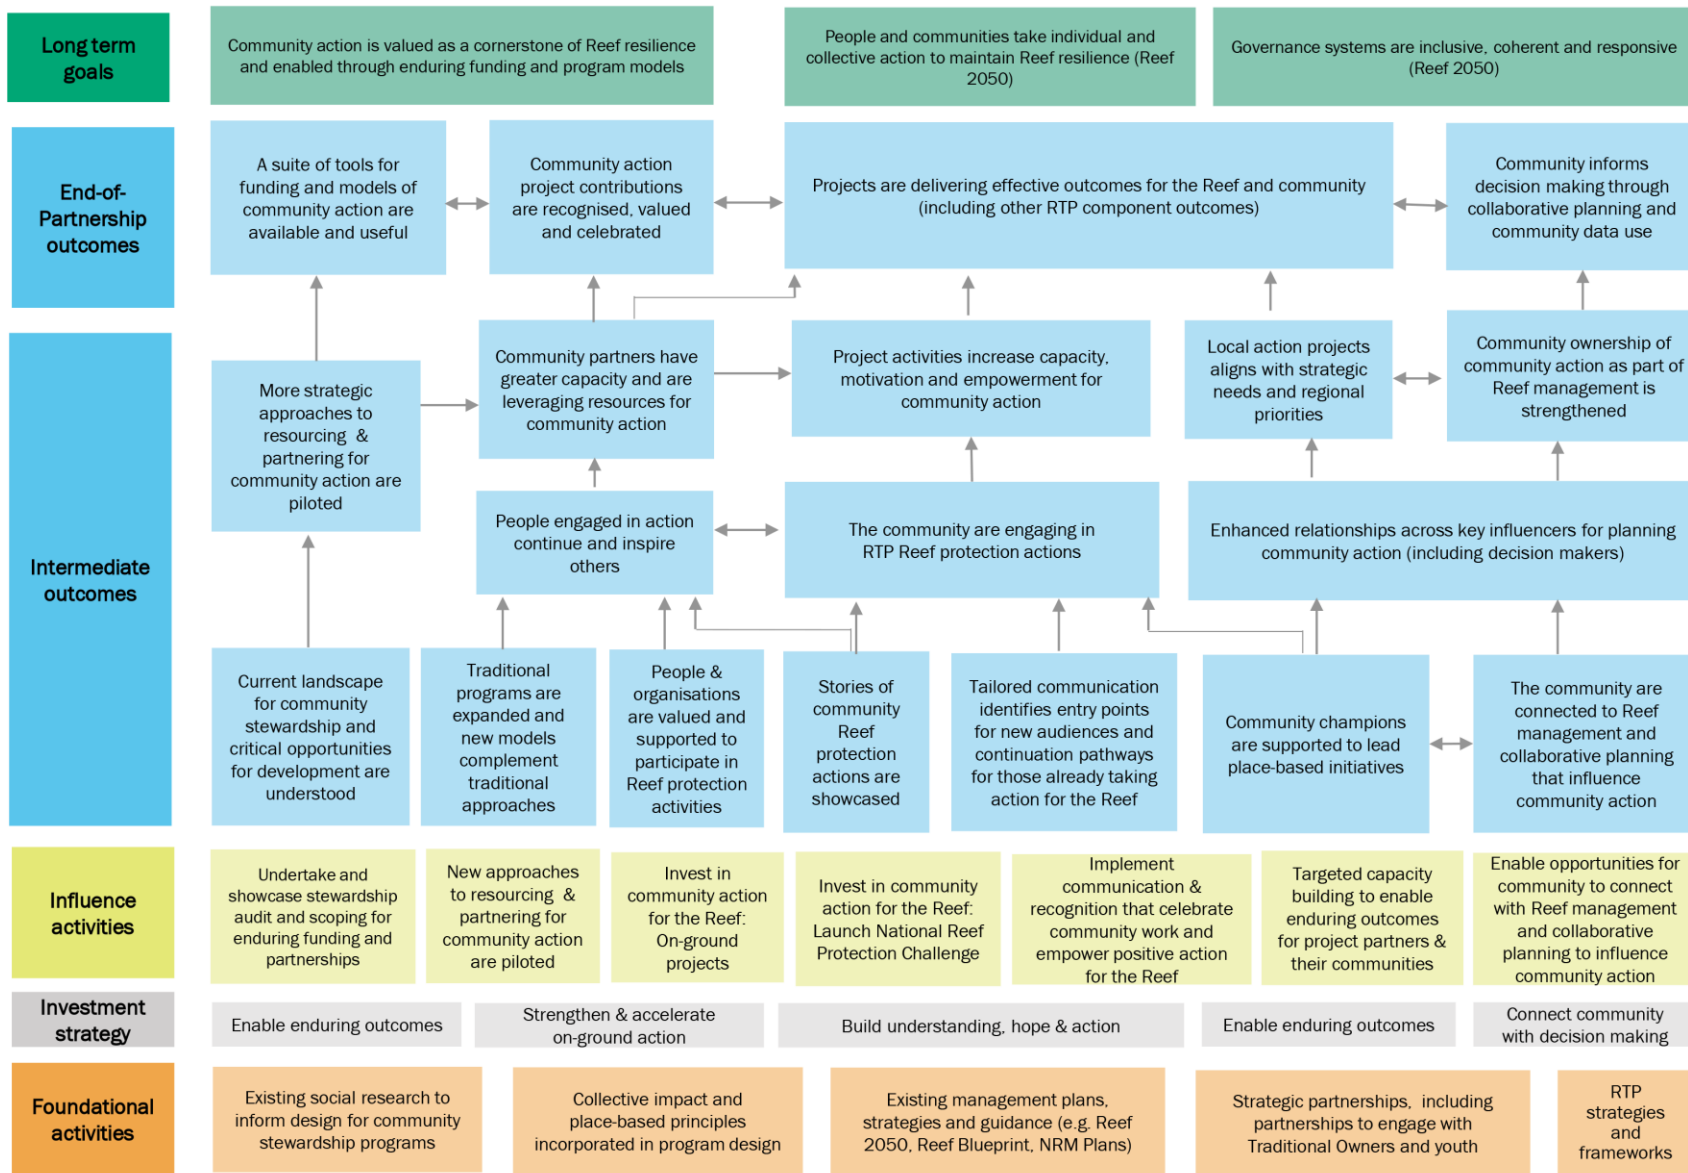 Long term
goals
Community action is valued as a cornerstone of Reef resilience
and enabled through enduring funding and program models
People and communities take individual and
collective action to maintain Reef resilience (Reef
2050)
Governance systems are inclusive, coherent and responsive
(Reef 2050)
End-of-
Partnership
outcomes
A suite of tools for
funding and models of
community action are
available and useful
Community action
project contributions
are recognised, valued
and celebrated
Projects are delivering effective outcomes for the Reef and community
(including other RTP component outcomes)
Community informs
decision making through
collaborative planning and
community data use
Intermediate
outcomes
More strategic
approaches to
resourcing &
partnering for
community action are
piloted
Community partners have
greater capacity and are
leveraging resources for
community action
Project activities increase capacity,
motivation and empowerment for
community action
Local action projects
aligns with strategic
needs and regional
priorities
Community ownership of
community action as part of
Reef management is
strengthened
People engaged in action
continue and inspire
others
The community are engaging in
RTP Reef protection actions
Enhanced relationships across key influencers for planning
community action (including decision makers)
Current landscape
for community
stewardship and
critical opportunities
for development are
understood
Traditional
programs are
expanded and
new models
complement
traditional
approaches
People &
organisations
are valued and
supported to
participate in
Reef protection
activities
Stories of
community
Reef
protection
actions are
showcased
Tailored communication
identifies entry points
for new audiences and
continuation pathways
for those already taking
action for the Reef
Community champions
are supported to lead
place-based initiatives
The community are
connected to Reef
management and
collaborative planning
that influence
community action
Influence
activities
Undertake and
showcase stewardship
audit and scoping for
enduring funding and
partnerships
New approaches
to resourcing &
partnering for
community action
are piloted
Invest in
community action
for the Reef:
On-ground
projects
Invest in community
action for the Reef:
Launch National Reef
Protection Challenge
Implement
communication &
recognition that celebrate
community work and
empower positive action
for the Reef
Targeted capacity
building to enable
enduring outcomes
for project partners &
their communities
Enable opportunities for
community to connect
with Reef management
and collaborative
planning to influence
community action
Investment
strategy
Enable enduring outcomes
Strengthen & accelerate
on-ground action
Build understanding, hope & action
Enable enduring outcomes
Connect community
with decision making
Foundational
activities
Existing social research to
inform design for community
stewardship programs
Collective impact and
place-based principles
incorporated in program design
Existing management plans,
strategies and guidance (e.g. Reef
2050, Reef Blueprint, NRM Plans)
Strategic partnerships, including
partnerships to engage with
Traditional Owners and youth
RTP
strategies
and
frameworks